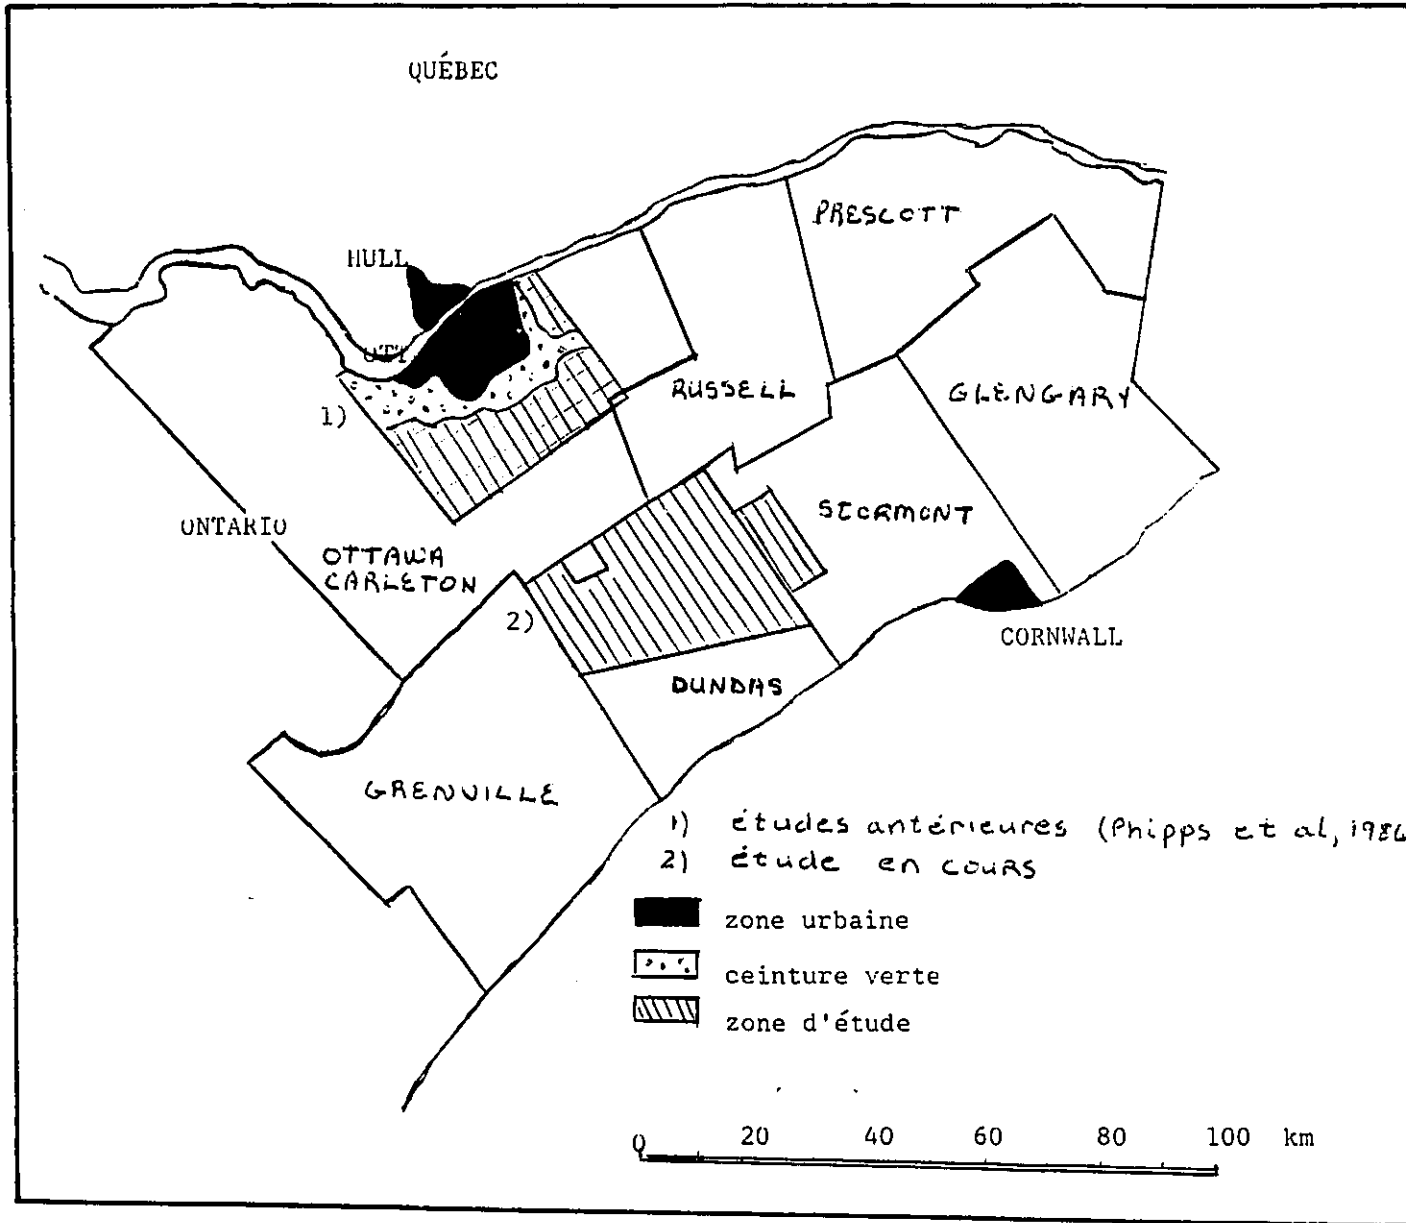 QUÉBEC
PRESCOTT
HULL
RUSSELL
GLENGARY
1)
STORMONT
ONTARIO
OTTAWA
CARLETON
2)
CORNWALL
DUNDAS
GRENVILLE
1) études antérieures (Phipps et al,
2) étude en cours
zone urbaine
ceinture verte
zone d'étude
0 20 40 60 80 100 km